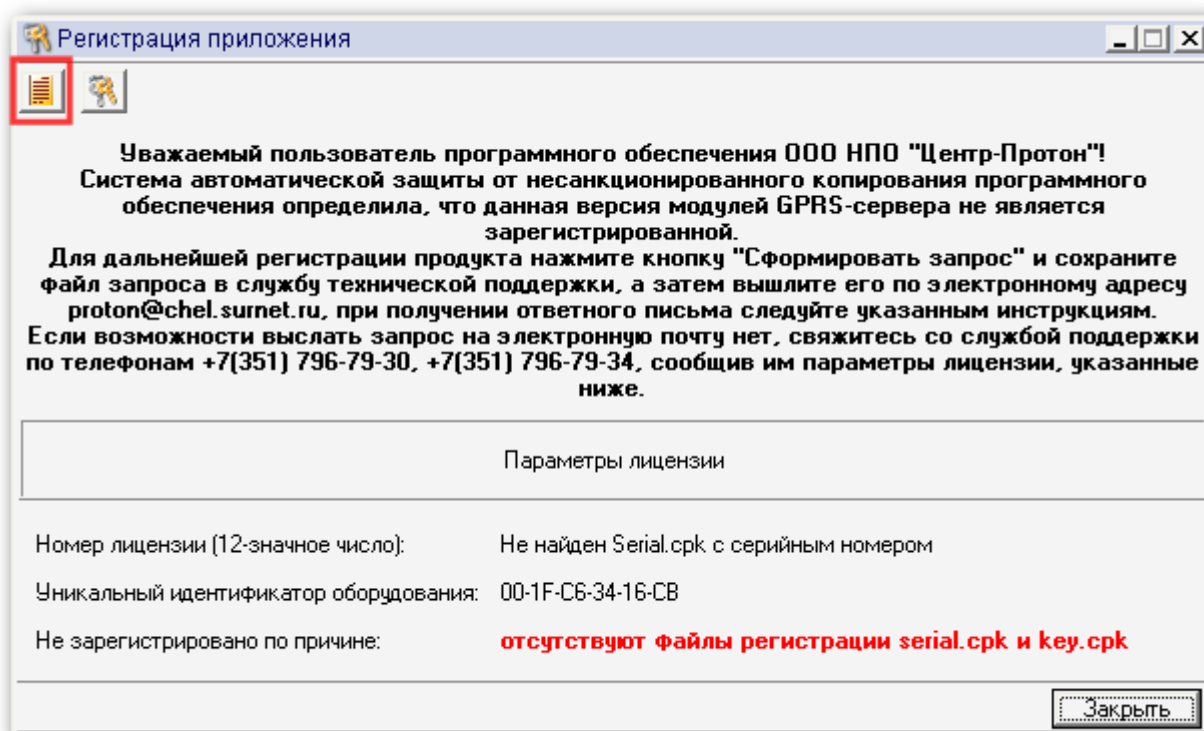 Регистрация приложения
Уважаемый пользователь программного обеспечения ООО НПО "Центр-Протон"!
Система автоматической защиты от несанкционированного копирования программного
обеспечения определила, что данная версия модулей GPRS-сервера не является
зарегистрированной.
Для дальнейшей регистрации продукта нажмите кнопку "Сформировать запрос" и сохраните
файл запроса в службу технической поддержки, а затем вышлите его по электронному адресу
proton@chel.surnet.ru, при получении ответного письма следуйте указанным инструкциям.
Если возможности выслать запрос на электронную почту нет, свяжитесь со службой поддержки
по телефонам +7(351) 796-79-30, +7(351) 796-79-34, сообщив им параметры лицензии, указанные
ниже.
Параметры лицензии
Номер лицензии (12-значное число): Не найден Serial.cpk с серийным номером
Уникальный идентификатор оборудования: 00-1F-C6-34-16-CB
Не зарегистрировано по причине: отсутствуют файлы регистрации serial.cpk и key.cpk
Закрыть